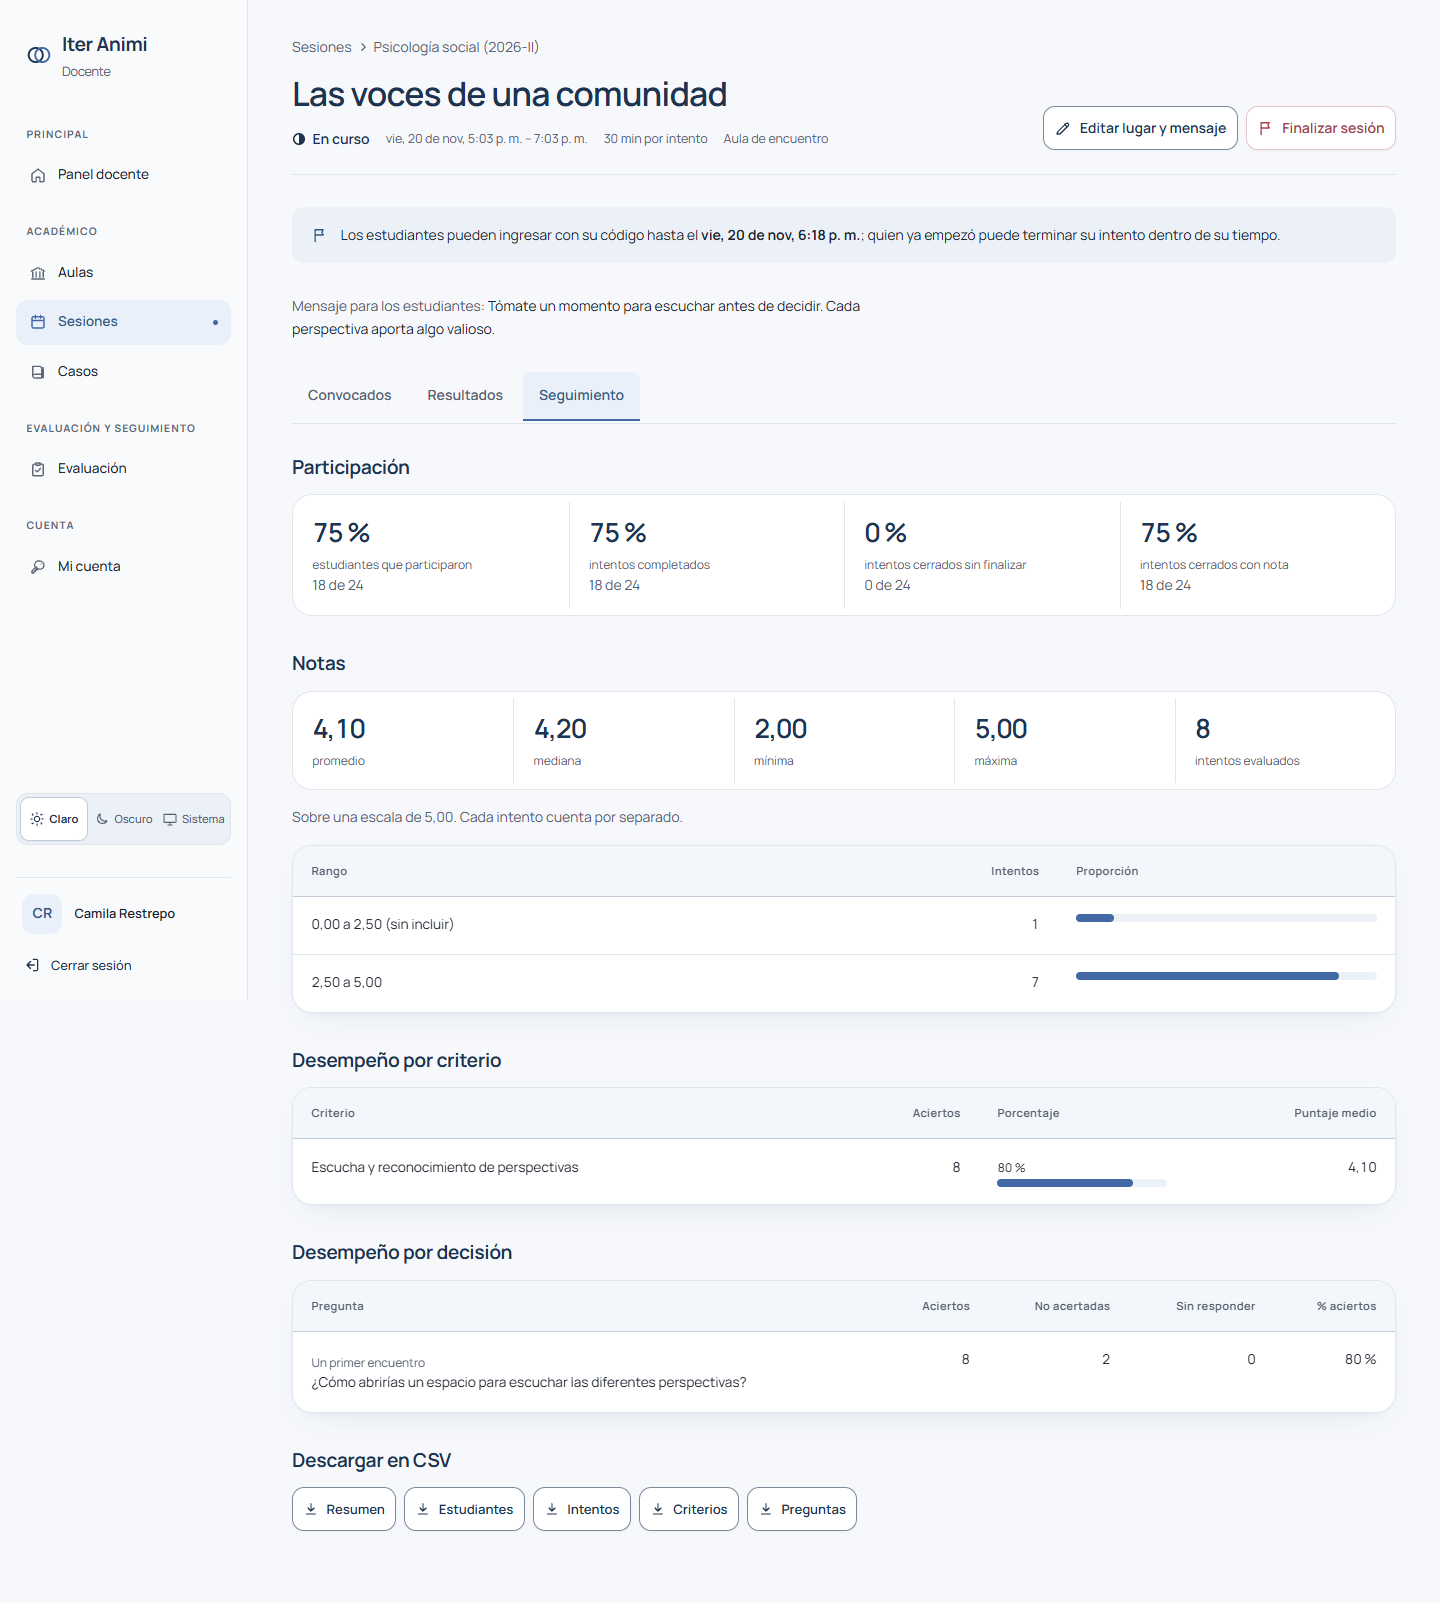 Iter Animi
Docente
PRINCIPAL
Panel docente
ACADÉMICO
Aulas
Sesiones
Casos
EVALUACIÓN Y SEGUIMIENTO
Evaluación
CUENTA
Mi cuenta
Claro Oscuro Sistema
CR Camila Restrepo
Cerrar sesión
Sesiones > Psicología social (2026-II)
Las voces de una comunidad
En curso vie, 20 de nov, 5:03 p. m. – 7:03 p. m. 30 min por intento Aula de encuentro
Editar lugar y mensaje Finalizar sesión
Los estudiantes pueden ingresar con su código hasta el vie, 20 de nov, 6:18 p. m.; quien ya empezó puede terminar su intento dentro de su tiempo.
Mensaje para los estudiantes: Tómate un momento para escuchar antes de decidir. Cada
perspectiva aporta algo valioso.
Convocados Resultados Seguimiento
Participación
75 % 75 % 0 % 75 %
estudiantes que participaron intentos completados intentos cerrados sin finalizar intentos cerrados con nota
18 de 24 18 de 24 0 de 24 18 de 24
Notas
4,10 4,20 2,00 5,00 8
promedio mediana mínima máxima intentos evaluados
Sobre una escala de 5,00. Cada intento cuenta por separado.
Rango Intentos Proporción
0,00 a 2,50 (sin incluir) 1
2,50 a 5,00 7
Desempeño por criterio
Criterio Aciertos Porcentaje Puntaje medio
Escucha y reconocimiento de perspectivas 8 80 % 4,10
Desempeño por decisión
Pregunta Aciertos No acertadas Sin responder % aciertos
Un primer encuentro 8 2 0 80 %
¿Cómo abrirías un espacio para escuchar las diferentes perspectivas?
Descargar en CSV
Resumen Estudiantes Intentos Criterios Preguntas